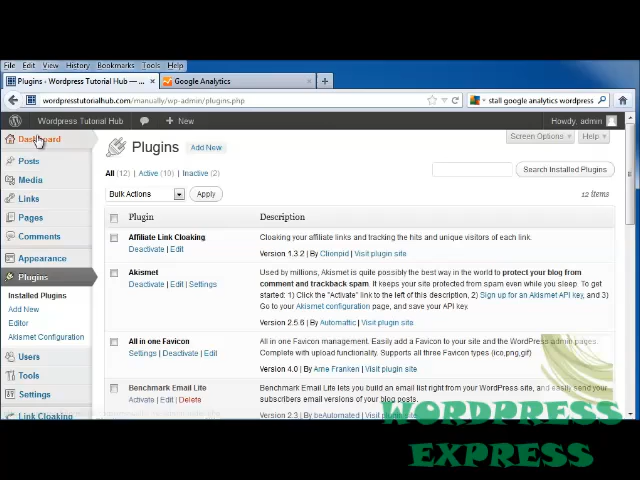 File Edit View History Bookmarks Tools Help
Plugins ‹ Wordpress Tutorial Hub — ... × Google Analytics × +
wordpresstutorialhub.com/manually/wp-admin/plugins.php stall google analytics wordpress
Wordpress Tutorial Hub + New Howdy, admin
Dashboard
Posts
Media
Links
Pages
Comments
Appearance
Plugins
Installed Plugins
Add New
Editor
Akismet Configuration
Users
Tools
Settings
Link Cloaking
Screen Options Help
Plugins Add New
All (12) | Active (10) | Inactive (2)
Search Installed Plugins
Bulk Actions Apply 12 items
Plugin Description
Affiliate Link Cloaking Cloaking your affiliate links and tracking the hits and unique visitors of each link.
Deactivate | Edit Version 1.3.2 | By Clionpid | Visit plugin site
Akismet Used by millions, Akismet is quite possibly the best way in the world to protect your blog from
Deactivate | Edit | Settings comment and trackback spam. It keeps your site protected from spam even while you sleep. To get
started: 1) Click the "Activate" link to the left of this description, 2) Sign up for an Akismet API key, and 3)
Go to your Akismet configuration page, and save your API key.
Version 2.5.6 | By Automattic | Visit plugin site
All in one Favicon All in one Favicon management. Easily add a Favicon to your site and the WordPress admin pages.
Settings | Deactivate | Edit Complete with upload functionality. Supports all three Favicon types (ico,png,gif)
Version 4.0 | By Arne Franken | Visit plugin site
Benchmark Email Lite Benchmark Email Lite lets you build an email list right from your WordPress site, and easily send your
Activate | Edit | Delete subscribers email versions of your blog posts.
Version 2.3 | By beAutomated | Visit plugin site
WORDPRESS
EXPRESS